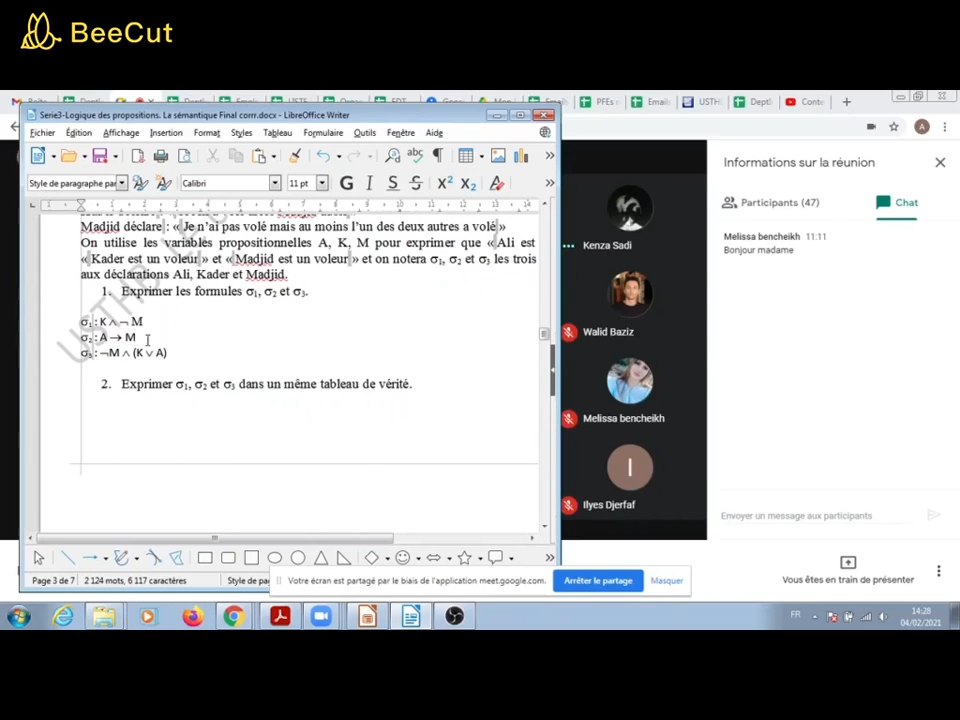 BeeCut
Serie3-Logique des propositions. La sémantique Final corrr.docx - LibreOffice Writer
Fichier Édition Affichage Insertion Format Styles Tableau Formulaire Outils Fenêtre Aide
Style de paragraphe pa Calibri 11 pt
Madjid déclare : « Je n'ai pas volé mais au moins l'un des deux autres a volé »
On utilise les variables propositionnelles A, K, M pour exprimer que « Ali est
« Kader est un voleur » et « Madjid est un voleur » et on notera σ₁, σ₂ et σ₃ les trois
aux déclarations Ali, Kader et Madjid.
1. Exprimer les formules σ₁, σ₂ et σ₃.
σ₁ : K ∧ ¬ M
σ₂ : A → M
σ₃ : ¬M ∧ (K ∨ A)
2. Exprimer σ₁, σ₂ et σ₃ dans un même tableau de vérité.
Page 3 de 7 2 124 mots, 6 117 caractères Style de pa
Votre écran est partagé par le biais de l'application meet.google.com. Arrêter le partage Masquer
Kenza Sadi
Walid Baziz
Melissa bencheikh
I
Ilyes Djerfaf
Informations sur la réunion
Participants (47) Chat
Melissa bencheikh 11:11
Bonjour madame
Envoyer un message aux participants
Vous êtes en train de présenter
FR 14:28
04/02/2021